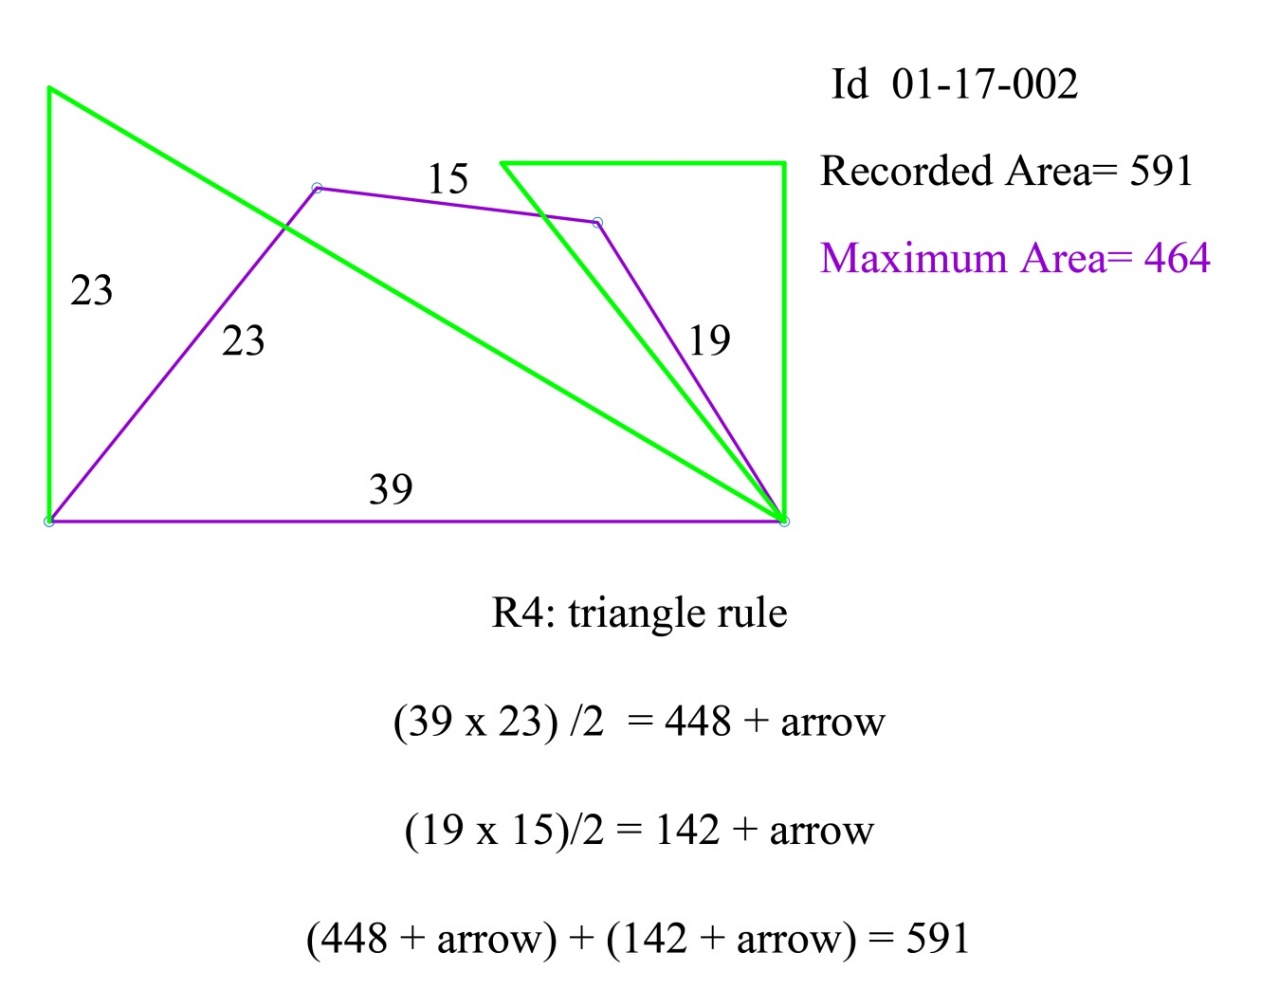 Id 01-17-002
Recorded Area= 591
Maximum Area= 464
15
23
23
19
39
R4: triangle rule
(39 x 23) /2 = 448 + arrow
(19 x 15)/2 = 142 + arrow
(448 + arrow) + (142 + arrow) = 591